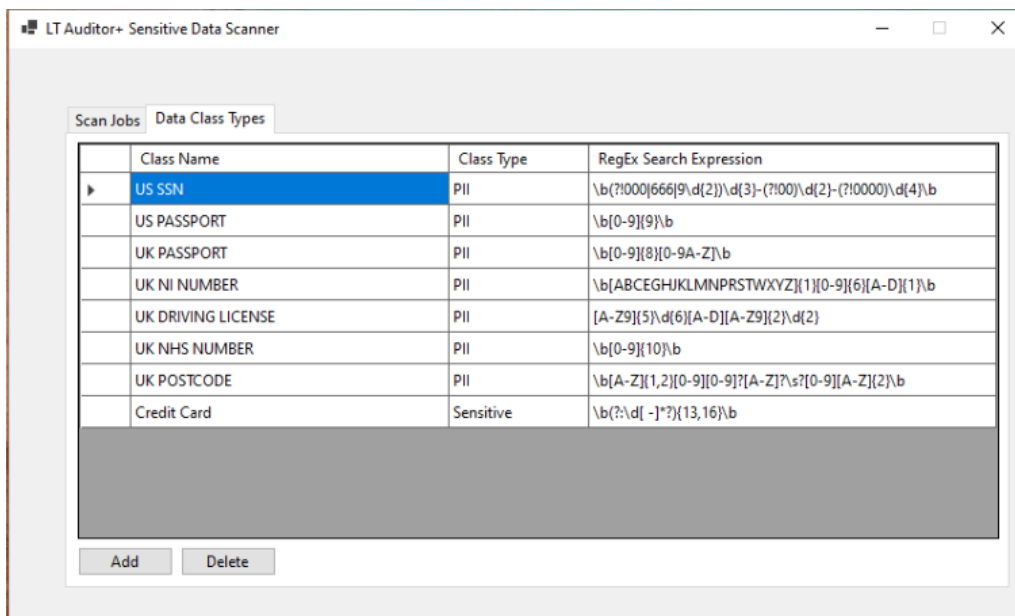 LT Auditor+ Sensitive Data Scanner
Scan Jobs Data Class Types
Class Name Class Type RegEx Search Expression
US SSN PII \b(?!000|666|9\d{2})\d{3}-(?!00)\d{2}-(?!0000)\d{4}\b
US PASSPORT PII \b[0-9]{9}\b
UK PASSPORT PII \b[0-9]{8}[0-9A-Z]\b
UK NI NUMBER PII \b[ABCEGHJKLMNPRSTWXYZ]{1}[0-9]{6}[A-D]{1}\b
UK DRIVING LICENSE PII [A-Z9]{5}\d{6}[A-D][A-Z9]{2}\d{2}
UK NHS NUMBER PII \b[0-9]{10}\b
UK POSTCODE PII \b[A-Z]{1,2}[0-9][0-9]?[A-Z]?\s?[0-9][A-Z]{2}\b
Credit Card Sensitive \b(?:\d[ -]*?){13,16}\b
Add Delete